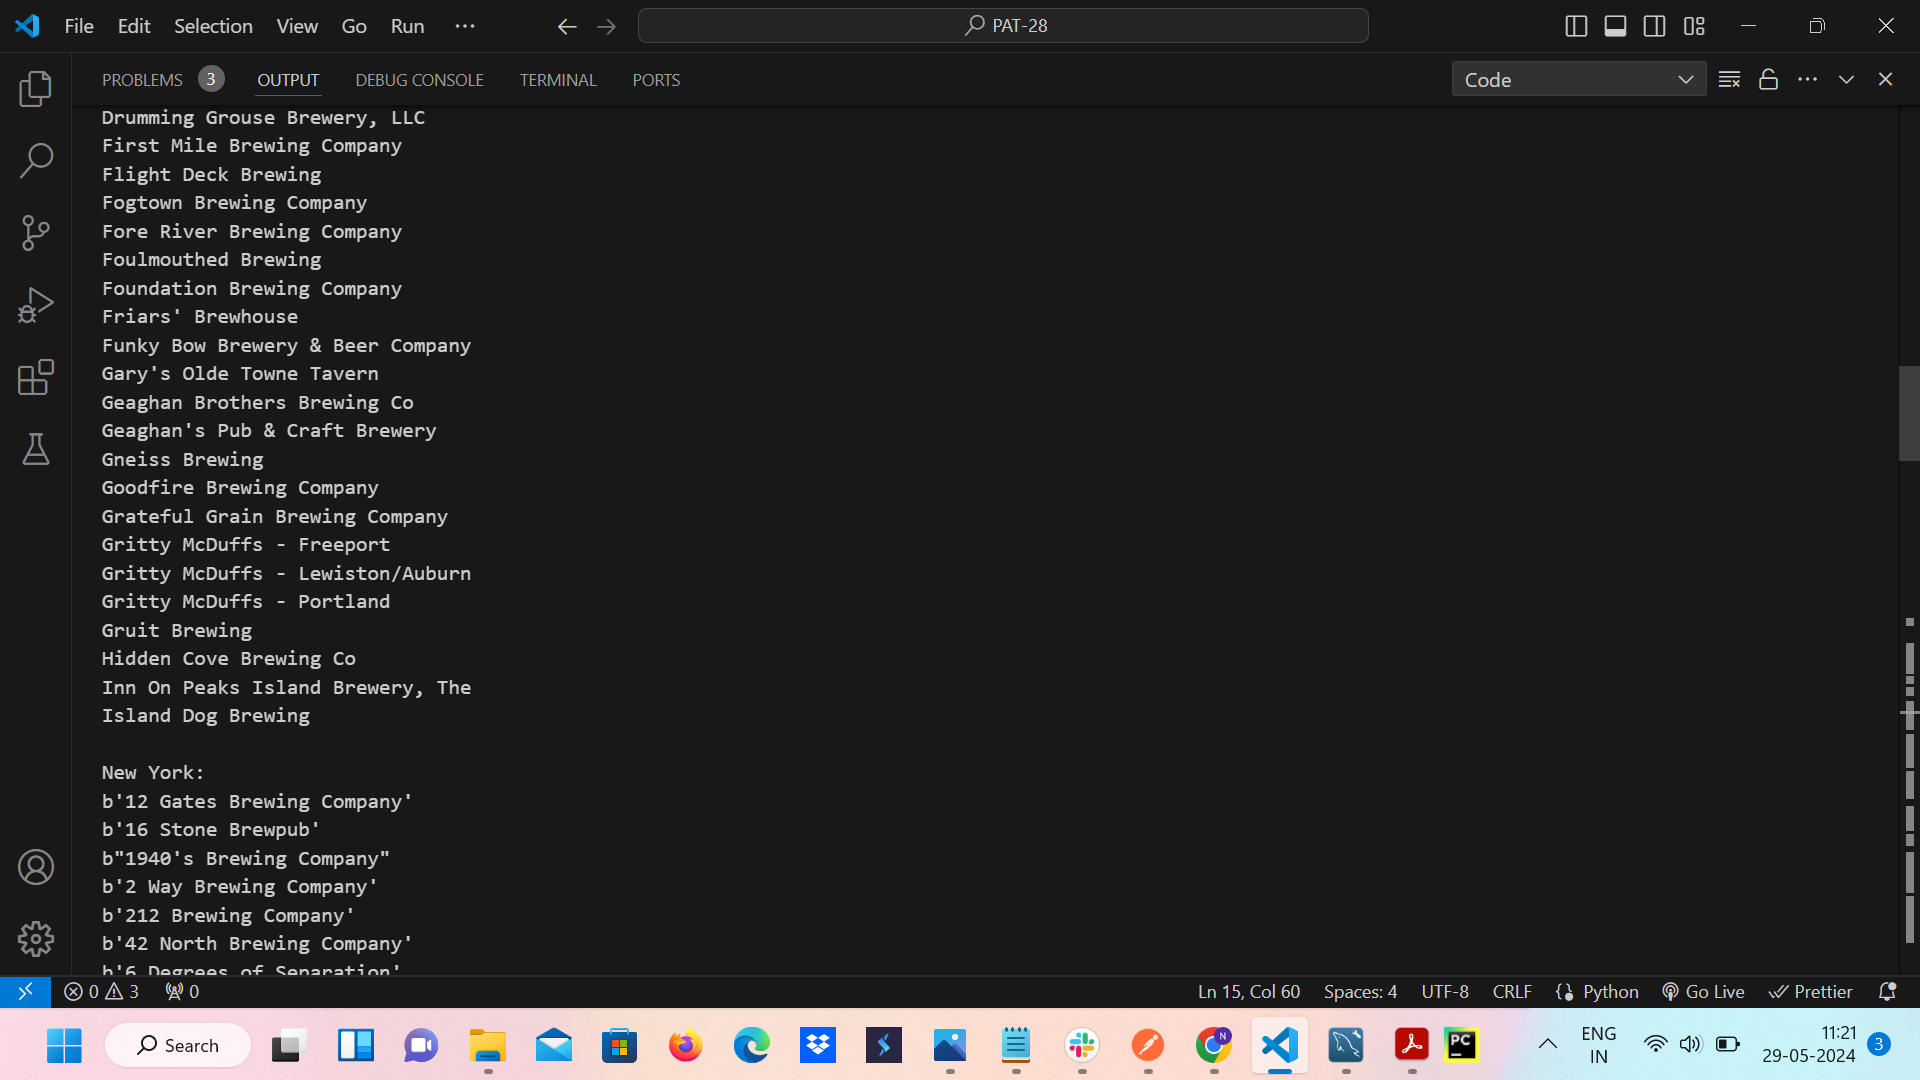 File Edit Selection View Go Run ···
PAT-28
PROBLEMS 3 OUTPUT DEBUG CONSOLE TERMINAL PORTS
Code
Drumming Grouse Brewery, LLC
First Mile Brewing Company
Flight Deck Brewing
Fogtown Brewing Company
Fore River Brewing Company
Foulmouthed Brewing
Foundation Brewing Company
Friars' Brewhouse
Funky Bow Brewery & Beer Company
Gary's Olde Towne Tavern
Geaghan Brothers Brewing Co
Geaghan's Pub & Craft Brewery
Gneiss Brewing
Goodfire Brewing Company
Grateful Grain Brewing Company
Gritty McDuffs - Freeport
Gritty McDuffs - Lewiston/Auburn
Gritty McDuffs - Portland
Gruit Brewing
Hidden Cove Brewing Co
Inn On Peaks Island Brewery, The
Island Dog Brewing
New York:
b'12 Gates Brewing Company'
b'16 Stone Brewpub'
b"1940's Brewing Company"
b'2 Way Brewing Company'
b'212 Brewing Company'
b'42 North Brewing Company'
b'6 Degrees of Separation'
0 3 0
Ln 15, Col 60 Spaces: 4 UTF-8 CRLF {} Python Go Live Prettier
Search
N
PC
ENG
IN
11:21
29-05-2024
3